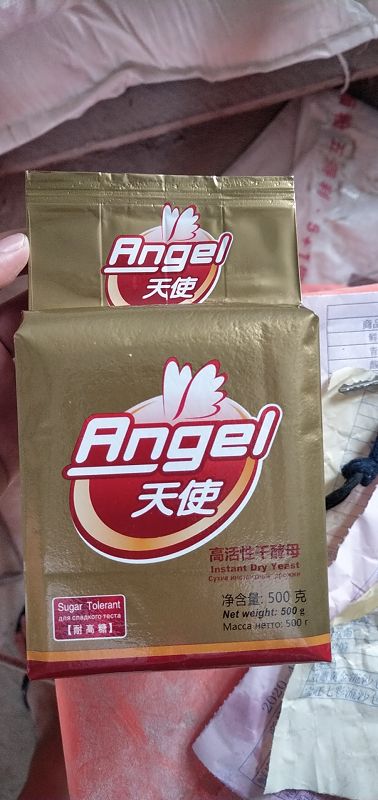 Angel
天使
Angel
天使
高活性干酵母
Instant Dry Yeast
Сухие инстантные дрожжи
净含量: 500 克
Net weight: 500 g
Масса нетто: 500 г
Sugar Tolerant
для сладкого теста
【耐高糖】
2020